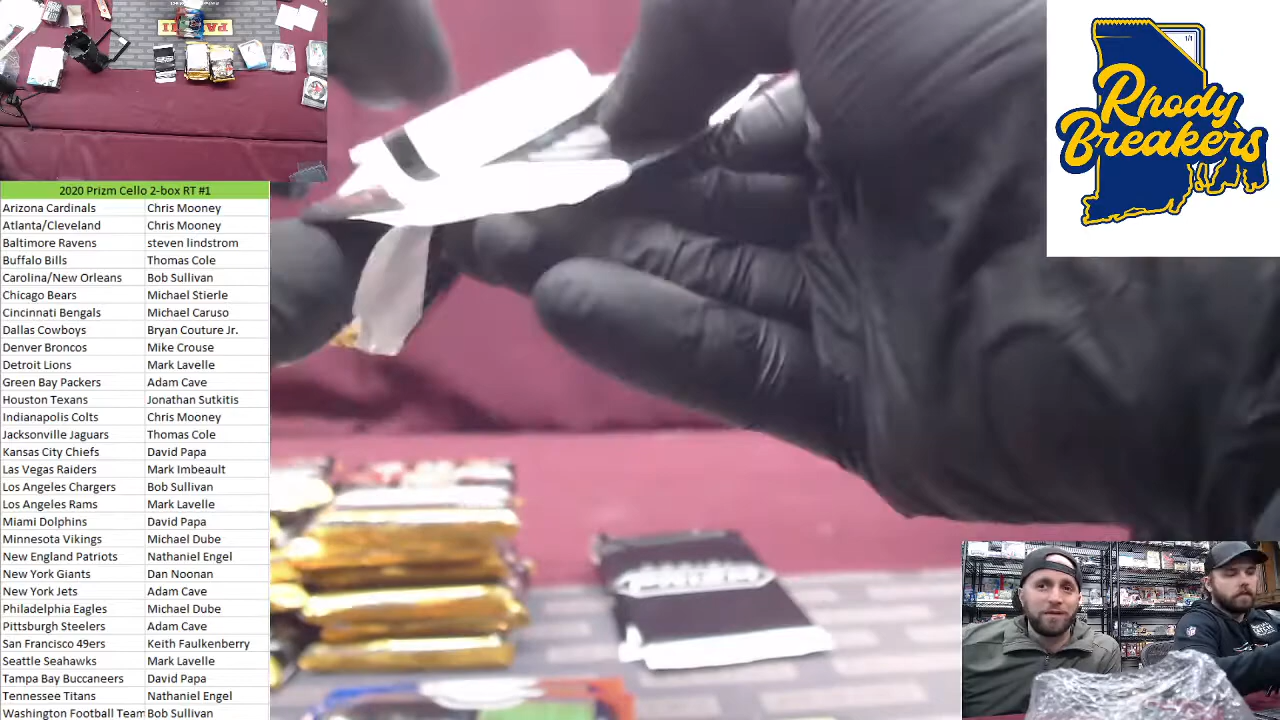 2020 Prizm Cello 2-box RT #1
Arizona Cardinals Chris Mooney
Atlanta/Cleveland Chris Mooney
Baltimore Ravens steven lindstrom
Buffalo Bills Thomas Cole
Carolina/New Orleans Bob Sullivan
Chicago Bears Michael Stierle
Cincinnati Bengals Michael Caruso
Dallas Cowboys Bryan Couture Jr.
Denver Broncos Mike Crouse
Detroit Lions Mark Lavelle
Green Bay Packers Adam Cave
Houston Texans Jonathan Sutkitis
Indianapolis Colts Chris Mooney
Jacksonville Jaguars Thomas Cole
Kansas City Chiefs David Papa
Las Vegas Raiders Mark Imbeault
Los Angeles Chargers Bob Sullivan
Los Angeles Rams Mark Lavelle
Miami Dolphins David Papa
Minnesota Vikings Michael Dube
New England Patriots Nathaniel Engel
New York Giants Dan Noonan
New York Jets Adam Cave
Philadelphia Eagles Michael Dube
Pittsburgh Steelers Adam Cave
San Francisco 49ers Keith Faulkenberry
Seattle Seahawks Mark Lavelle
Tampa Bay Buccaneers David Papa
Tennessee Titans Nathaniel Engel
Washington Football Team Bob Sullivan
1/1
Rhody
Breakers